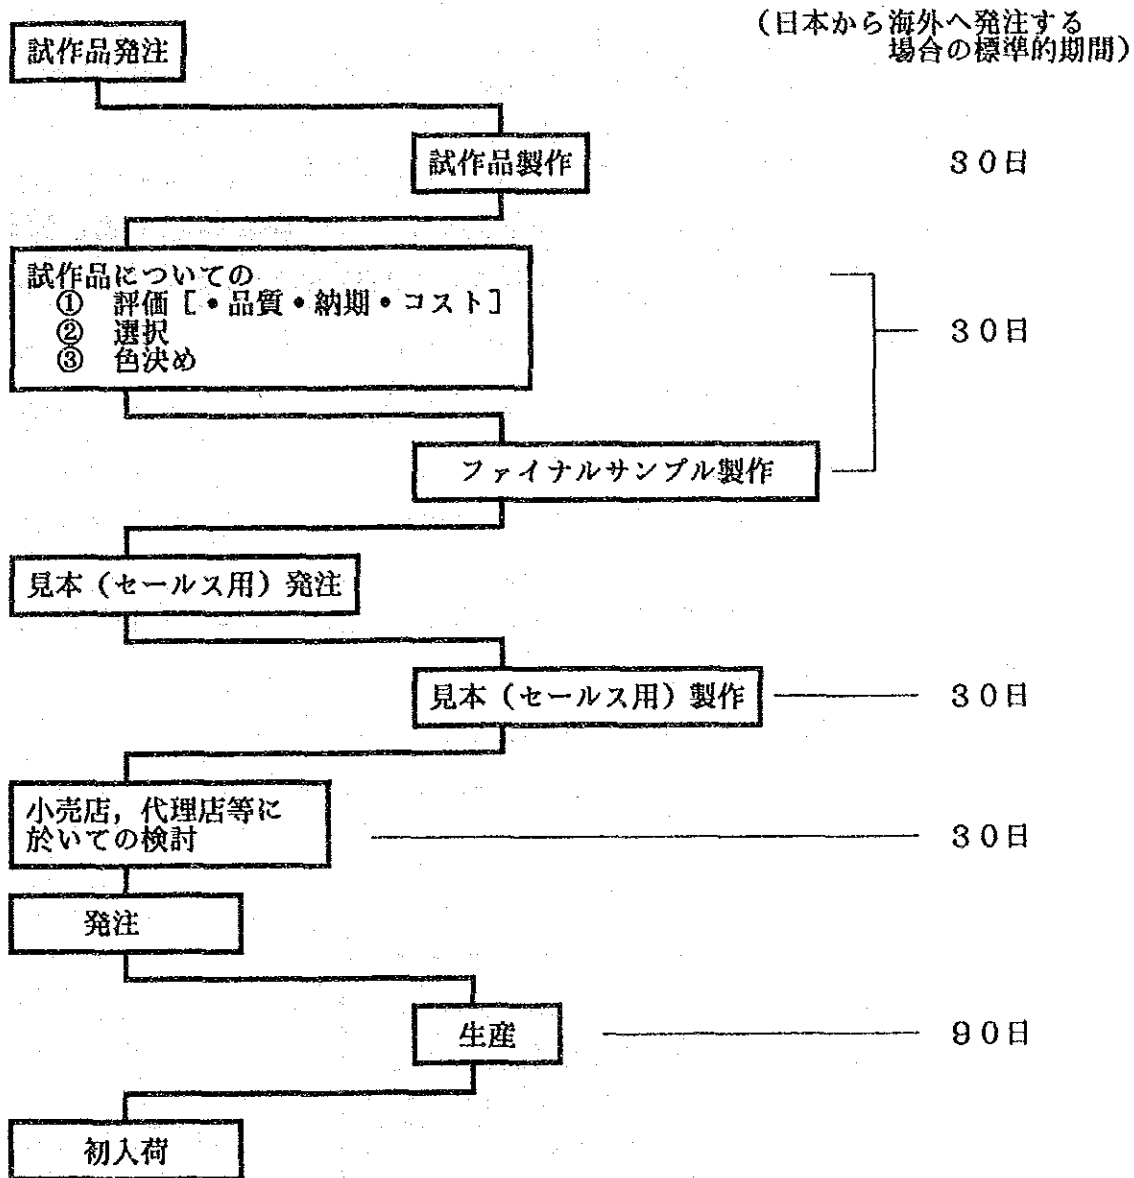 (日本から海外へ発注する
場合の標準的期間)
試作品発注
試作品製作
30日
試作品についての
① 評価[・品質・納期・コスト]
② 選択
③ 色決め
30日
ファイナルサンプル製作
見本(セールス用)発注
見本(セールス用)製作
30日
小売店,代理店等に
於いての検討
30日
発注
生産
90日
初入荷